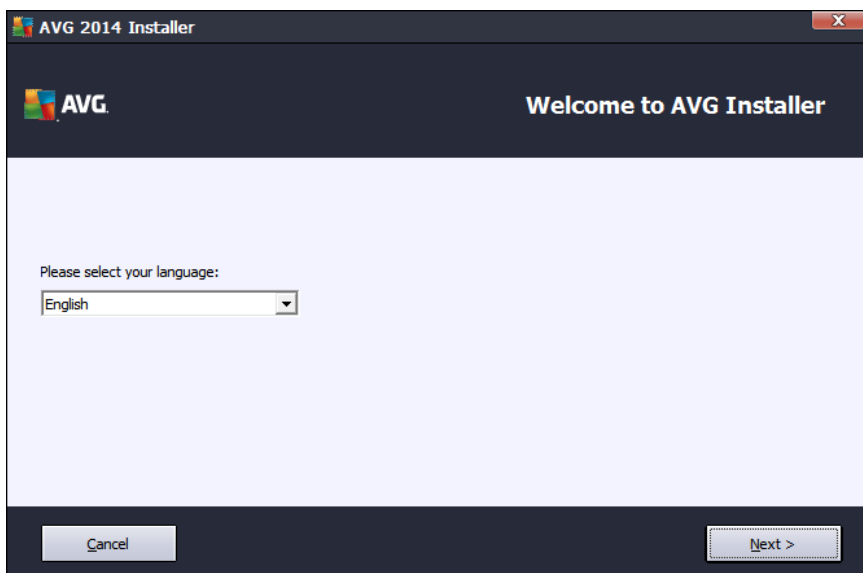 AVG 2014 Installer
AVG.
Welcome to AVG Installer
Please select your language:
English
Cancel
Next >